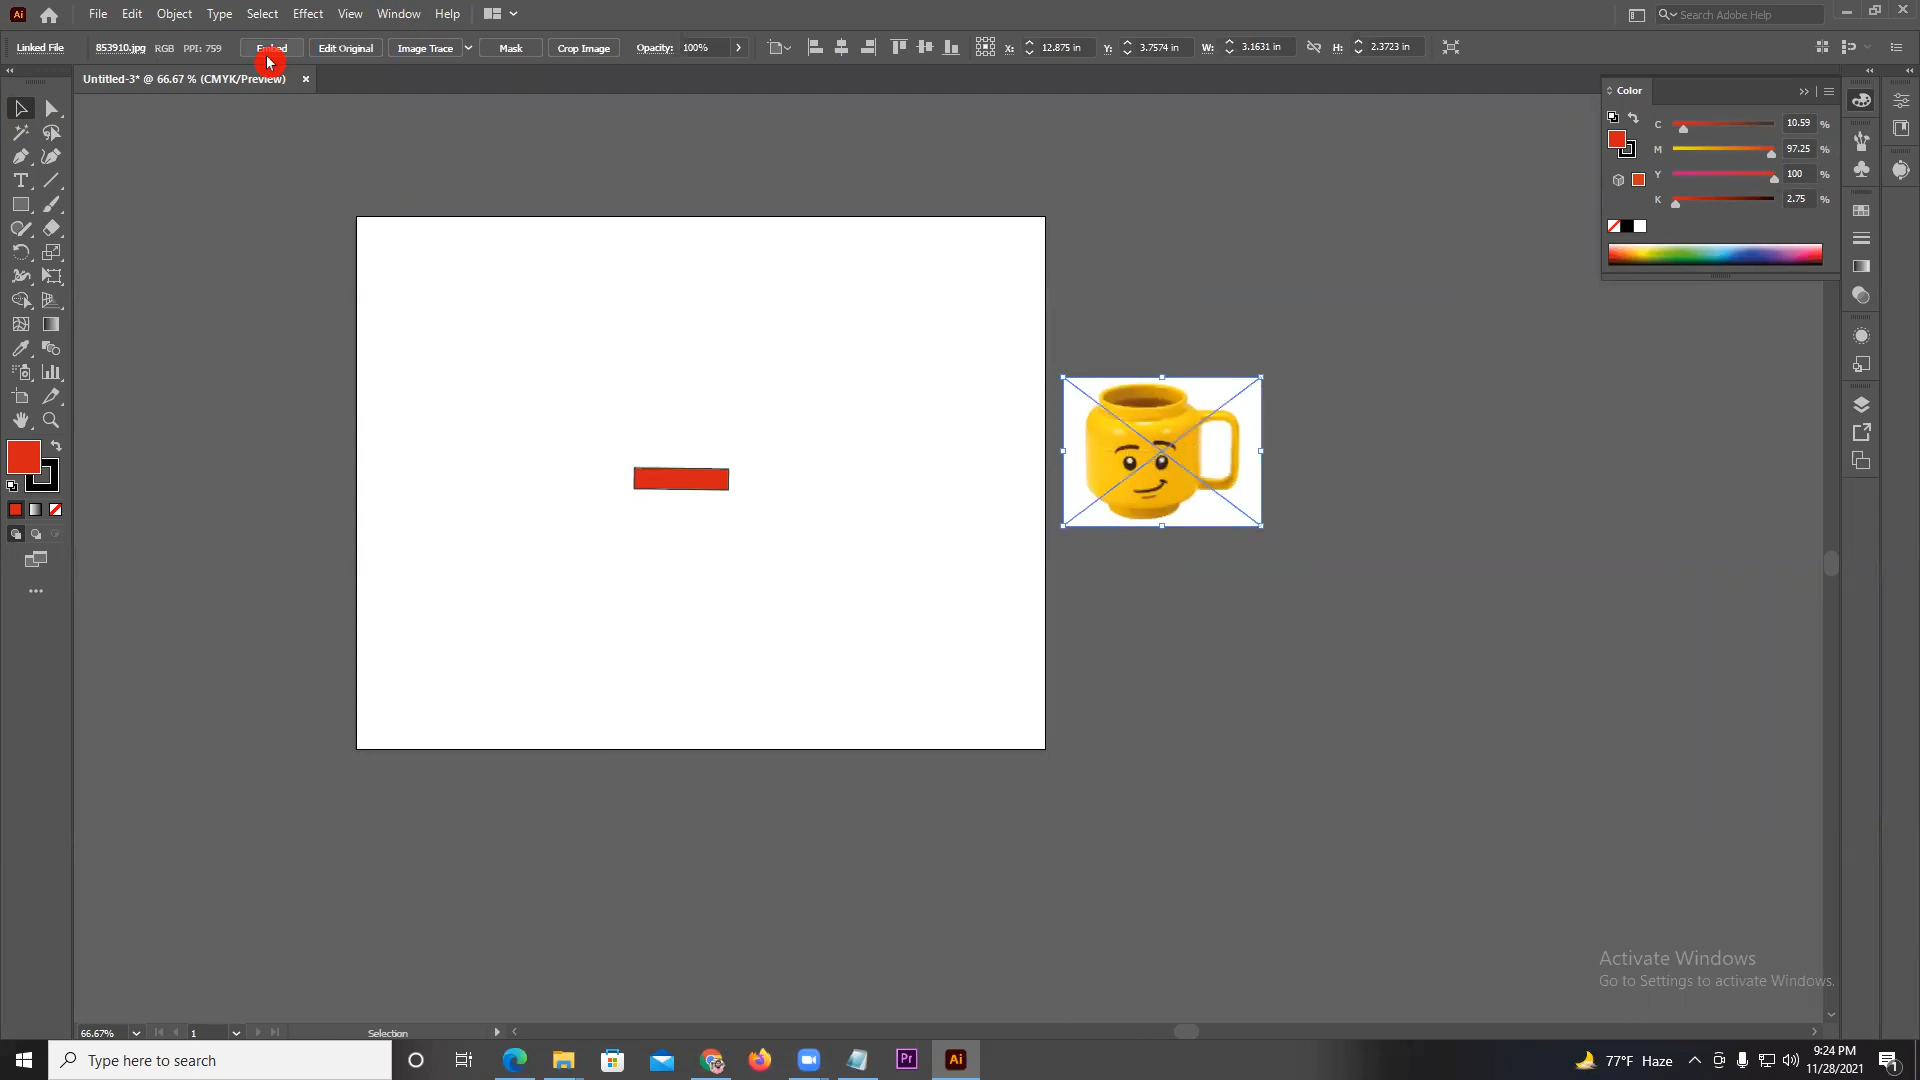 Ai File Edit Object Type Select Effect View Window Help Search Adobe Help
Linked File 853910.jpg RGB PPI: 759 Embed Edit Original Image Trace Mask Crop Image Opacity: 100% X: 12.875 in Y: 3.7574 in W: 3.1631 in H: 2.3723 in
Untitled-3* @ 66.67 % (CMYK/Preview)
Color
C 10.59 %
M 97.25 %
Y 100 %
K 2.75 %
Activate Windows
Go to Settings to activate Windows.
66.67% 1 Selection
Type here to search Pr Ai 77°F Haze 9:24 PM
11/28/2021 1